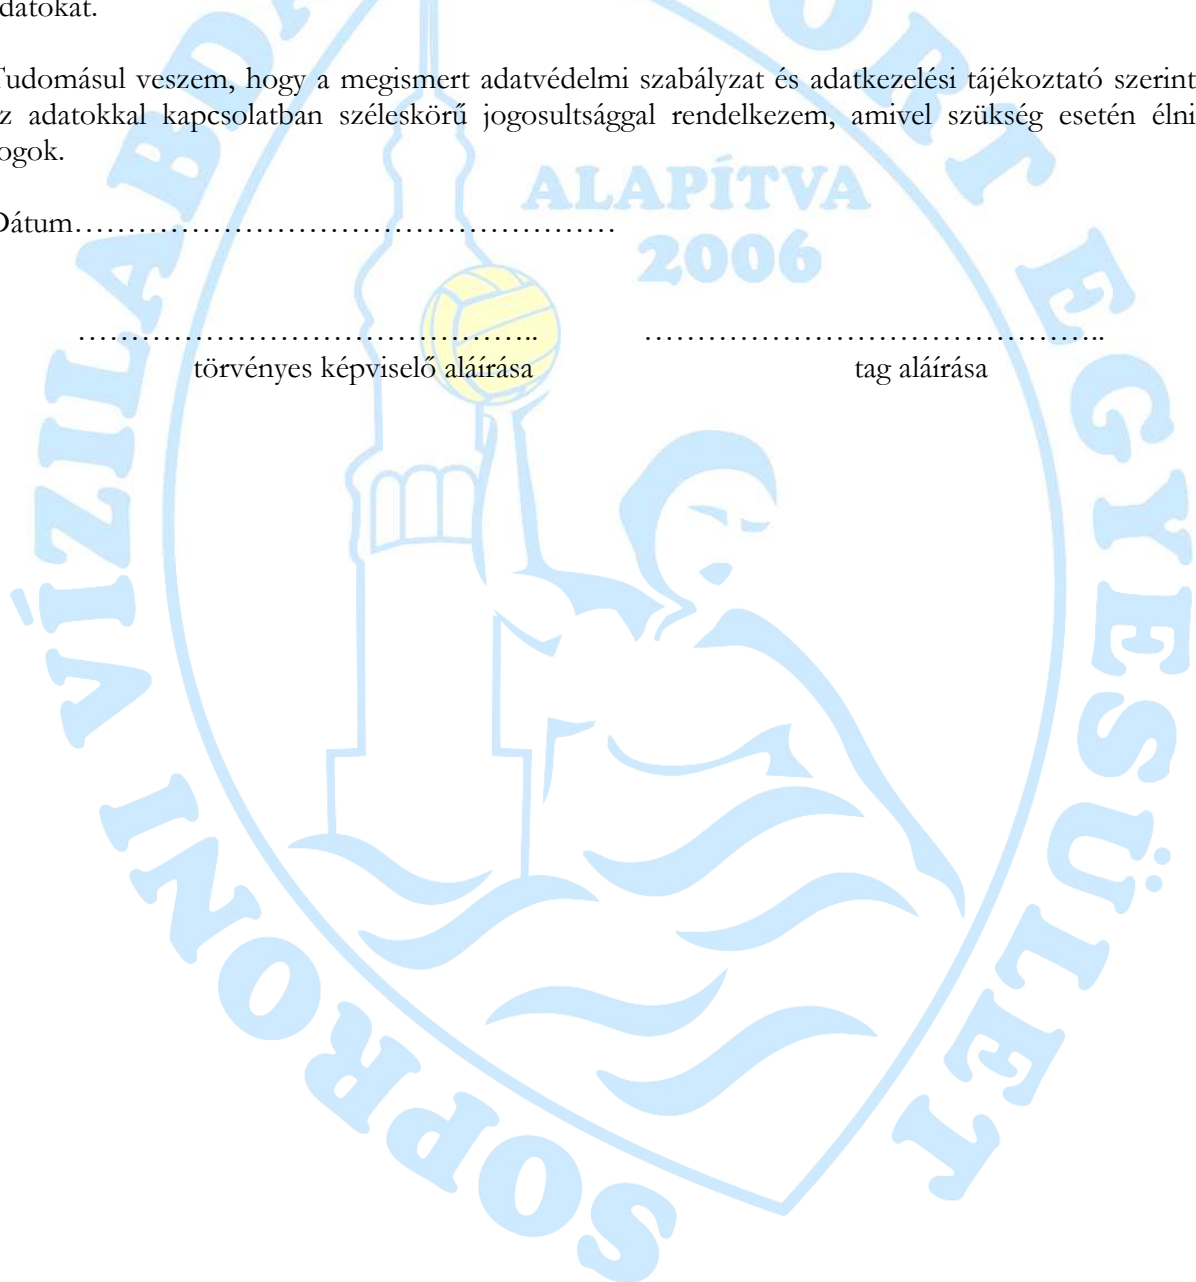 datokat.
Tudomásul veszem, hogy a megismert adatvédelmi szabályzat és adatkezelési tájékoztató szerint
z adatokkal kapcsolatban széleskörű jogosultsággal rendelkezem, amivel szükség esetén élni
ogok.
Dátum……………………………………………
…………………………………….. ……………………………………..
törvényes képviselő aláírása tag aláírása
ALAPÍTVA
2006
SOPRONI VÍZILABDA
ORT EGYESÜLET